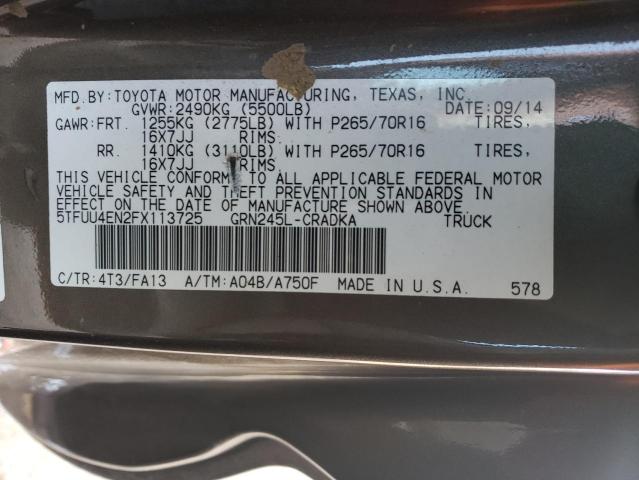 MFD.BY:TOYOTA MOTOR MANUFACTURING, TEXAS, INC.
GVWR:2490KG (5500LB) DATE:09/14
GAWR:FRT. 1255KG (2775LB) WITH P265/70R16 TIRES,
16X7JJ RIMS.
RR. 1410KG (3110LB) WITH P265/70R16 TIRES,
16X7JJ RIMS.
THIS VEHICLE CONFORMS TO ALL APPLICABLE FEDERAL MOTOR
VEHICLE SAFETY AND THEFT PREVENTION STANDARDS IN
EFFECT ON THE DATE OF MANUFACTURE SHOWN ABOVE.
5TFUU4EN2FX113725 GRN245L-CRADKA TRUCK
C/TR:4T3/FA13 A/TM:A04B/A750F MADE IN U.S.A. 578